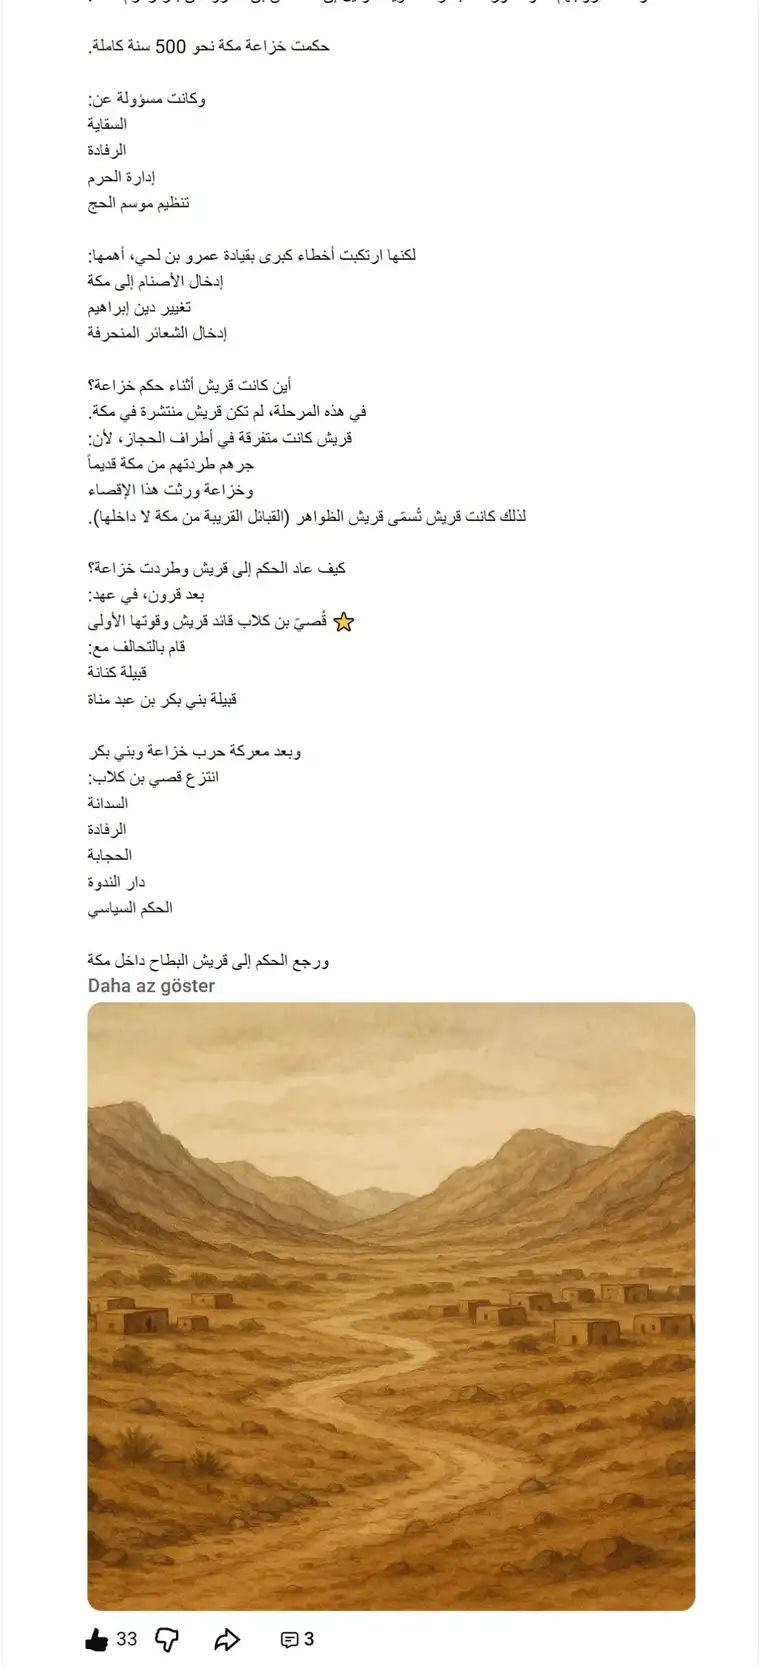 حكمت خزاعة مكة نحو 500 سنة كاملة.
وكانت مسؤولة عن:
السقاية
الرفادة
إدارة الحرم
تنظيم موسم الحج
لكنها ارتكبت أخطاء كبرى بقيادة عمرو بن لحي، أهمها:
إدخال الأصنام إلى مكة
تغيير دين إبراهيم
إدخال الشعائر المنحرفة
أين كانت قريش أثناء حكم خزاعة؟
في هذه المرحلة، لم تكن قريش منتشرة في مكة.
قريش كانت متفرقة في أطراف الحجاز، لأن:
جرهم طردتهم من مكة قديماً
وخزاعة ورثت هذا الإقصاء
لذلك كانت قريش تُسمّى قريش الظواهر (القبائل القريبة من مكة لا داخلها).
كيف عاد الحكم إلى قريش وطردت خزاعة؟
بعد قرون، في عهد:
⭐ قُصيّ بن كلاب قائد قريش وقوتها الأولى
قام بالتحالف مع:
قبيلة كنانة
قبيلة بني بكر بن عبد مناة
وبعد معركة حرب خزاعة وبني بكر
انتزع قصي بن كلاب:
السدانة
الرفادة
الحجابة
دار الندوة
الحكم السياسي
ورجع الحكم إلى قريش البطاح داخل مكة
Daha az göster
33
3